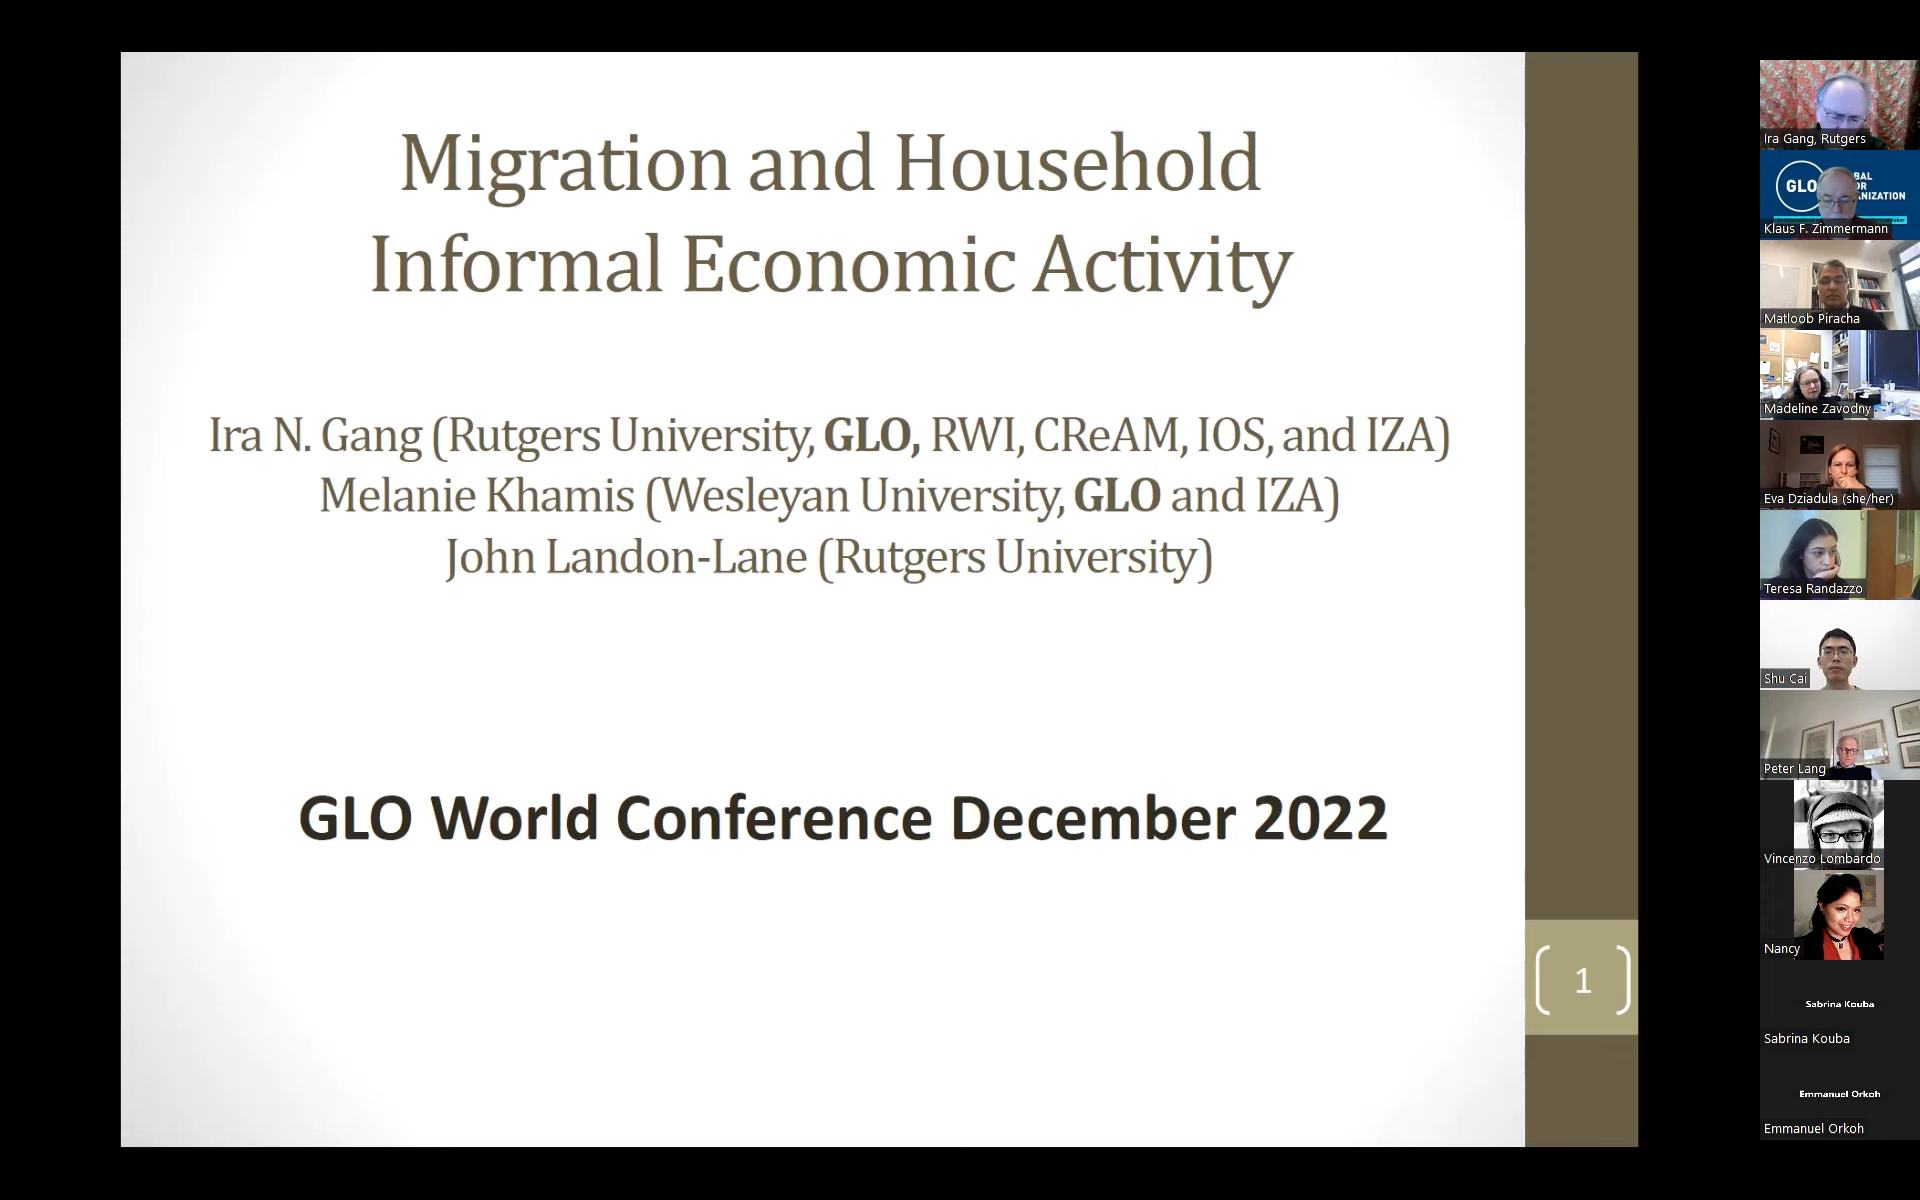 Migration and Household
Informal Economic Activity
Ira N. Gang (Rutgers University, GLO, RWI, CReAM, IOS, and IZA)
Melanie Khamis (Wesleyan University, GLO and IZA)
John Landon-Lane (Rutgers University)
GLO World Conference December 2022
1
Ira Gang, Rutgers
GLO
Klaus F. Zimmermann
Matloob Piracha
Madeline Zavodny
Eva Dziadula (she/her)
Teresa Randazzo
Shu Cai
Peter Lang
Vincenzo Lombardo
Nancy
Sabrina Kouba
Sabrina Kouba
Emmanuel Orkoh
Emmanuel Orkoh